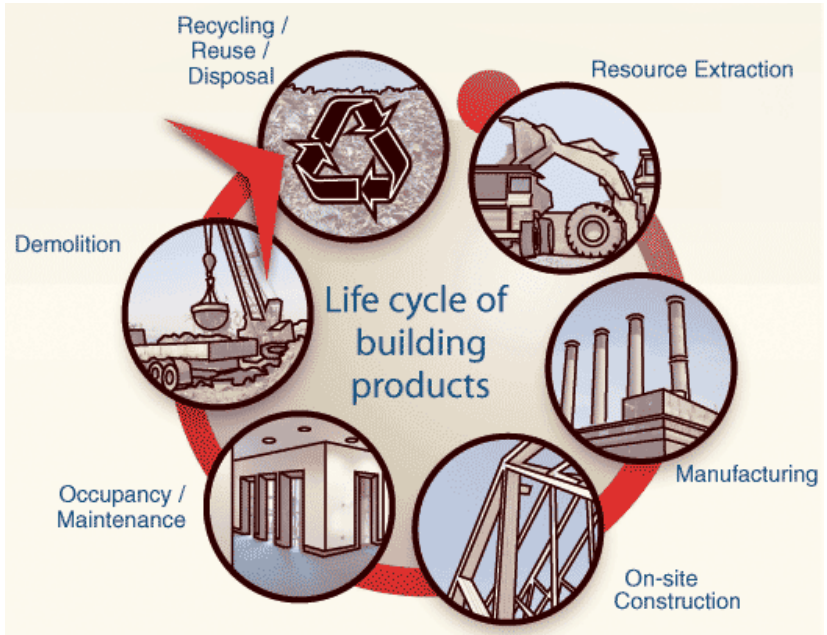 Recycling /
Reuse /
Disposal
Resource Extraction
Demolition
Life cycle of
building
products
Manufacturing
Occupancy /
Maintenance
On-site
Construction